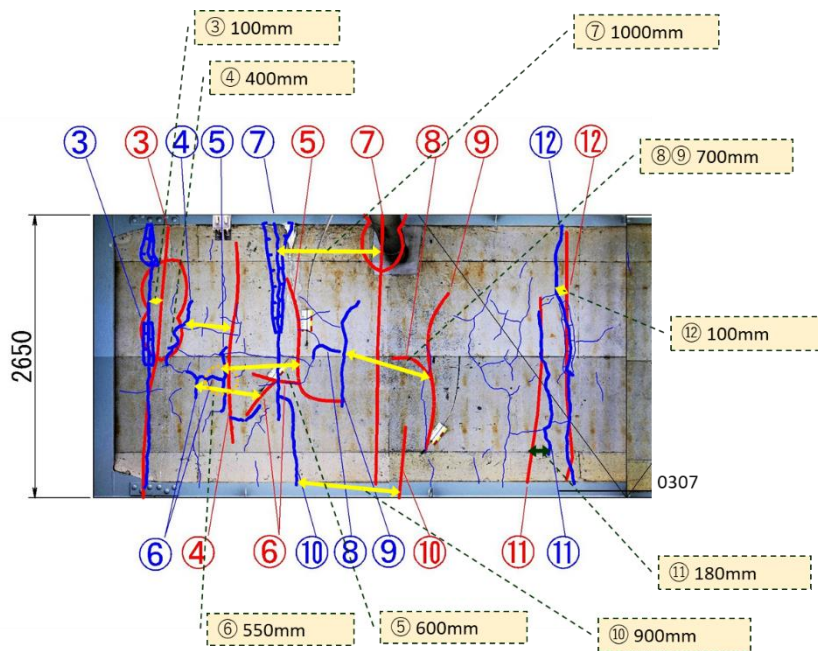 ③ 100mm
⑦ 1000mm
④ 400mm
③ ③ ④ ⑤ ⑦ ⑤ ⑦ ⑧ ⑨ ⑫ ⑫
⑧⑨ 700mm
2650
⑫ 100mm
0307
⑥ ④ ⑥ ⑩ ⑧ ⑨ ⑩ ⑪ ⑪
⑪ 180mm
⑥ 550mm
⑤ 600mm
⑩ 900mm